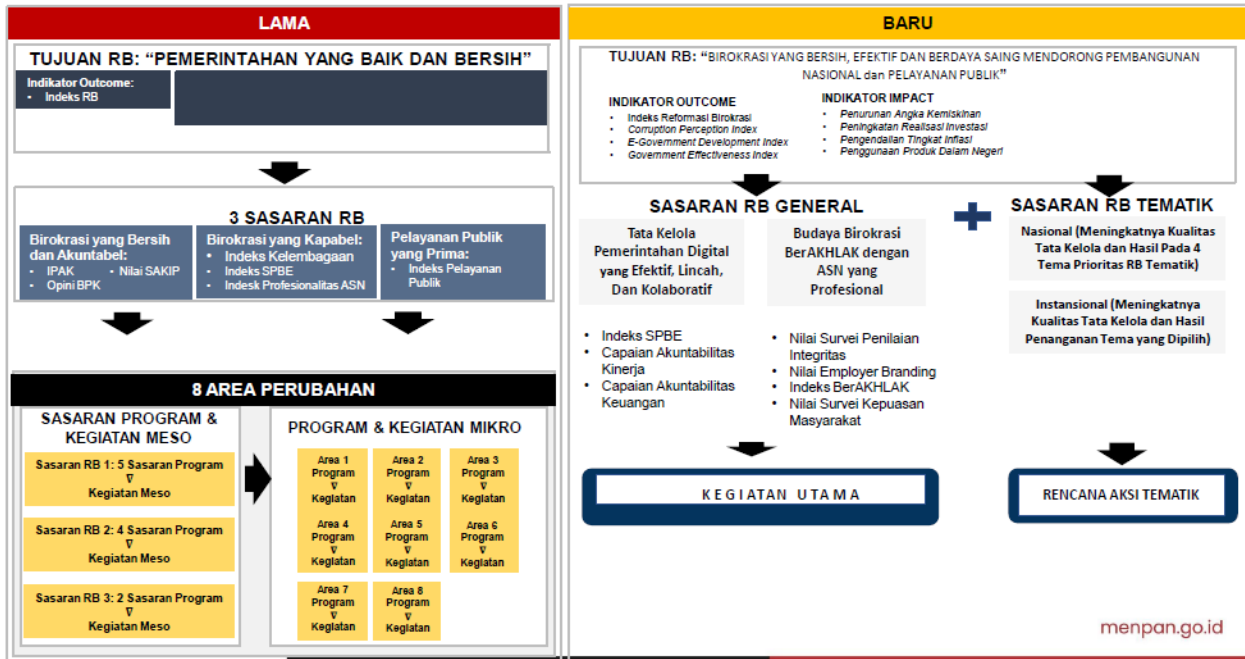 LAMA
TUJUAN RB: “PEMERINTAHAN YANG BAIK DAN BERSIH”
Indikator Outcome:
• Indeks RB
3 SASARAN RB
Birokrasi yang Bersih
dan Akuntabel:
• IPAK • Nilai SAKIP
• Opini BPK
Birokrasi yang Kapabel:
• Indeks Kelembagaan
• Indeks SPBE
• Indesk Profesionalitas ASN
Pelayanan Publik
yang Prima:
• Indeks Pelayanan
Publik
8 AREA PERUBAHAN
SASARAN PROGRAM &
KEGIATAN MESO
Sasaran RB 1: 5 Sasaran Program
∇
Kegiatan Meso
Sasaran RB 2: 4 Sasaran Program
∇
Kegiatan Meso
Sasaran RB 3: 2 Sasaran Program
∇
Kegiatan Meso
PROGRAM & KEGIATAN MIKRO
Area 1
Program
∇
Kegiatan
Area 2
Program
∇
Kegiatan
Area 3
Program
∇
Kegiatan
Area 4
Program
∇
Kegiatan
Area 5
Program
∇
Kegiatan
Area 6
Program
∇
Kegiatan
Area 7
Program
∇
Kegiatan
Area 8
Program
∇
Kegiatan
BARU
TUJUAN RB: “BIROKRASI YANG BERSIH, EFEKTIF DAN BERDAYA SAING MENDORONG PEMBANGUNAN
NASIONAL dan PELAYANAN PUBLIK”
INDIKATOR OUTCOME
• Indeks Reformasi Birokrasi
• Corruption Perception Index
• E-Government Development Index
• Government Effectiveness Index
INDIKATOR IMPACT
• Penurunan Angka Kemiskinan
• Peningkatan Realisasi Investasi
• Pengendalian Tingkat Inflasi
• Penggunaan Produk Dalam Negeri
SASARAN RB GENERAL
Tata Kelola
Pemerintahan Digital
yang Efektif, Lincah,
Dan Kolaboratif
Budaya Birokrasi
BerAKHLAK dengan
ASN yang
Profesional
• Indeks SPBE
• Capaian Akuntabilitas
Kinerja
• Capaian Akuntabilitas
Keuangan
• Nilai Survei Penilaian
Integritas
• Nilai Employer Branding
• Indeks BerAKHLAK
• Nilai Survei Kepuasan
Masyarakat
KEGIATAN UTAMA
SASARAN RB TEMATIK
Nasional (Meningkatnya Kualitas
Tata Kelola dan Hasil Pada 4
Tema Prioritas RB Tematik)
Instansional (Meningkatnya
Kualitas Tata Kelola dan Hasil
Penanganan Tema yang Dipilih)
RENCANA AKSI TEMATIK
menpan.go.id